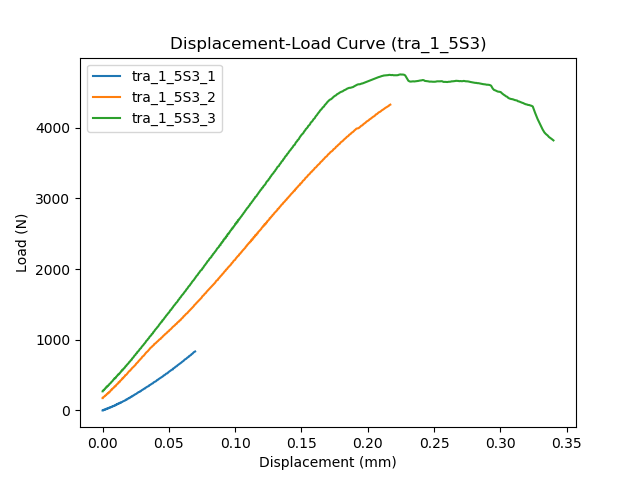 Displacement-Load Curve (tra_1_5S3)
tra_1_5S3_1
tra_1_5S3_2
tra_1_5S3_3
Load (N)
4000
3000
2000
1000
0
0.00 0.05 0.10 0.15 0.20 0.25 0.30 0.35
Displacement (mm)